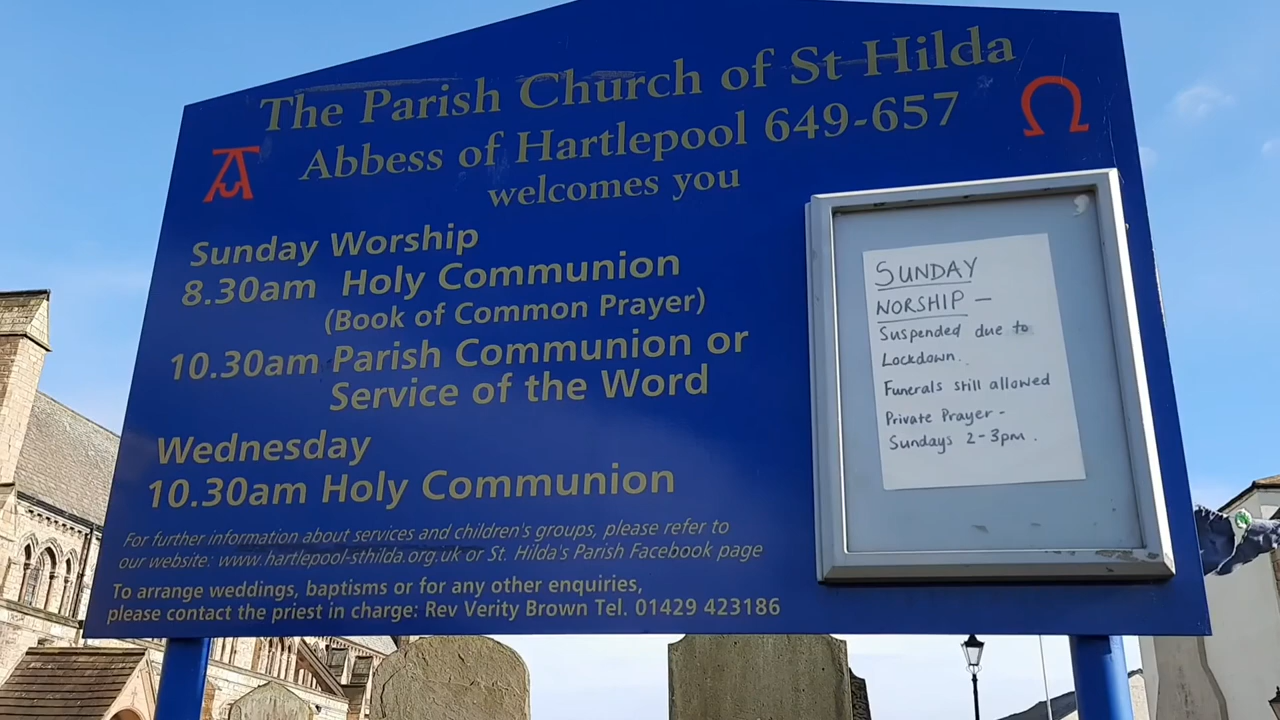 The Parish Church of St Hilda
Abbess of Hartlepool 649-657
welcomes you
Ω
Sunday Worship
8.30am Holy Communion
(Book of Common Prayer)
10.30am Parish Communion or
Service of the Word
Wednesday
10.30am Holy Communion
For further information about services and children's groups, please refer to
our website: www.hartlepool-sthilda.org.uk or St. Hilda's Parish Facebook page
To arrange weddings, baptisms or for any other enquiries,
please contact the priest in charge: Rev Verity Brown Tel. 01429 423186
SUNDAY
WORSHIP –
Suspended due to
Lockdown.
Funerals still allowed
Private Prayer -
Sundays 2-3pm.